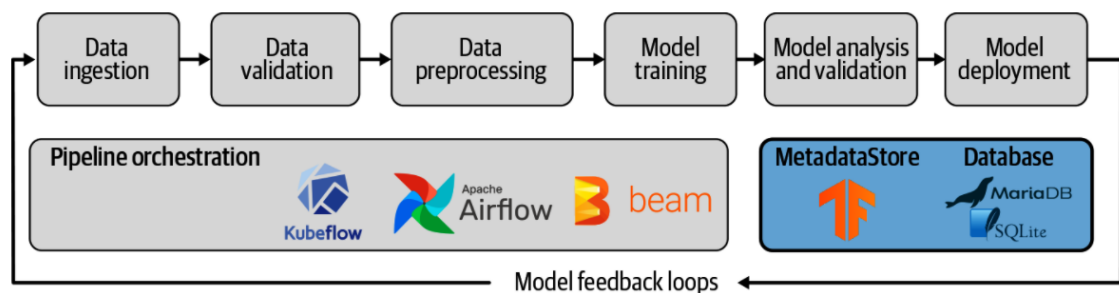 Data
ingestion
Data
validation
Data
preprocessing
Model
training
Model analysis
and validation
Model
deployment
Pipeline orchestration
Kubeflow
Apache
Airflow
beam
MetadataStore
Database
MariaDB
SQLite
Model feedback loops